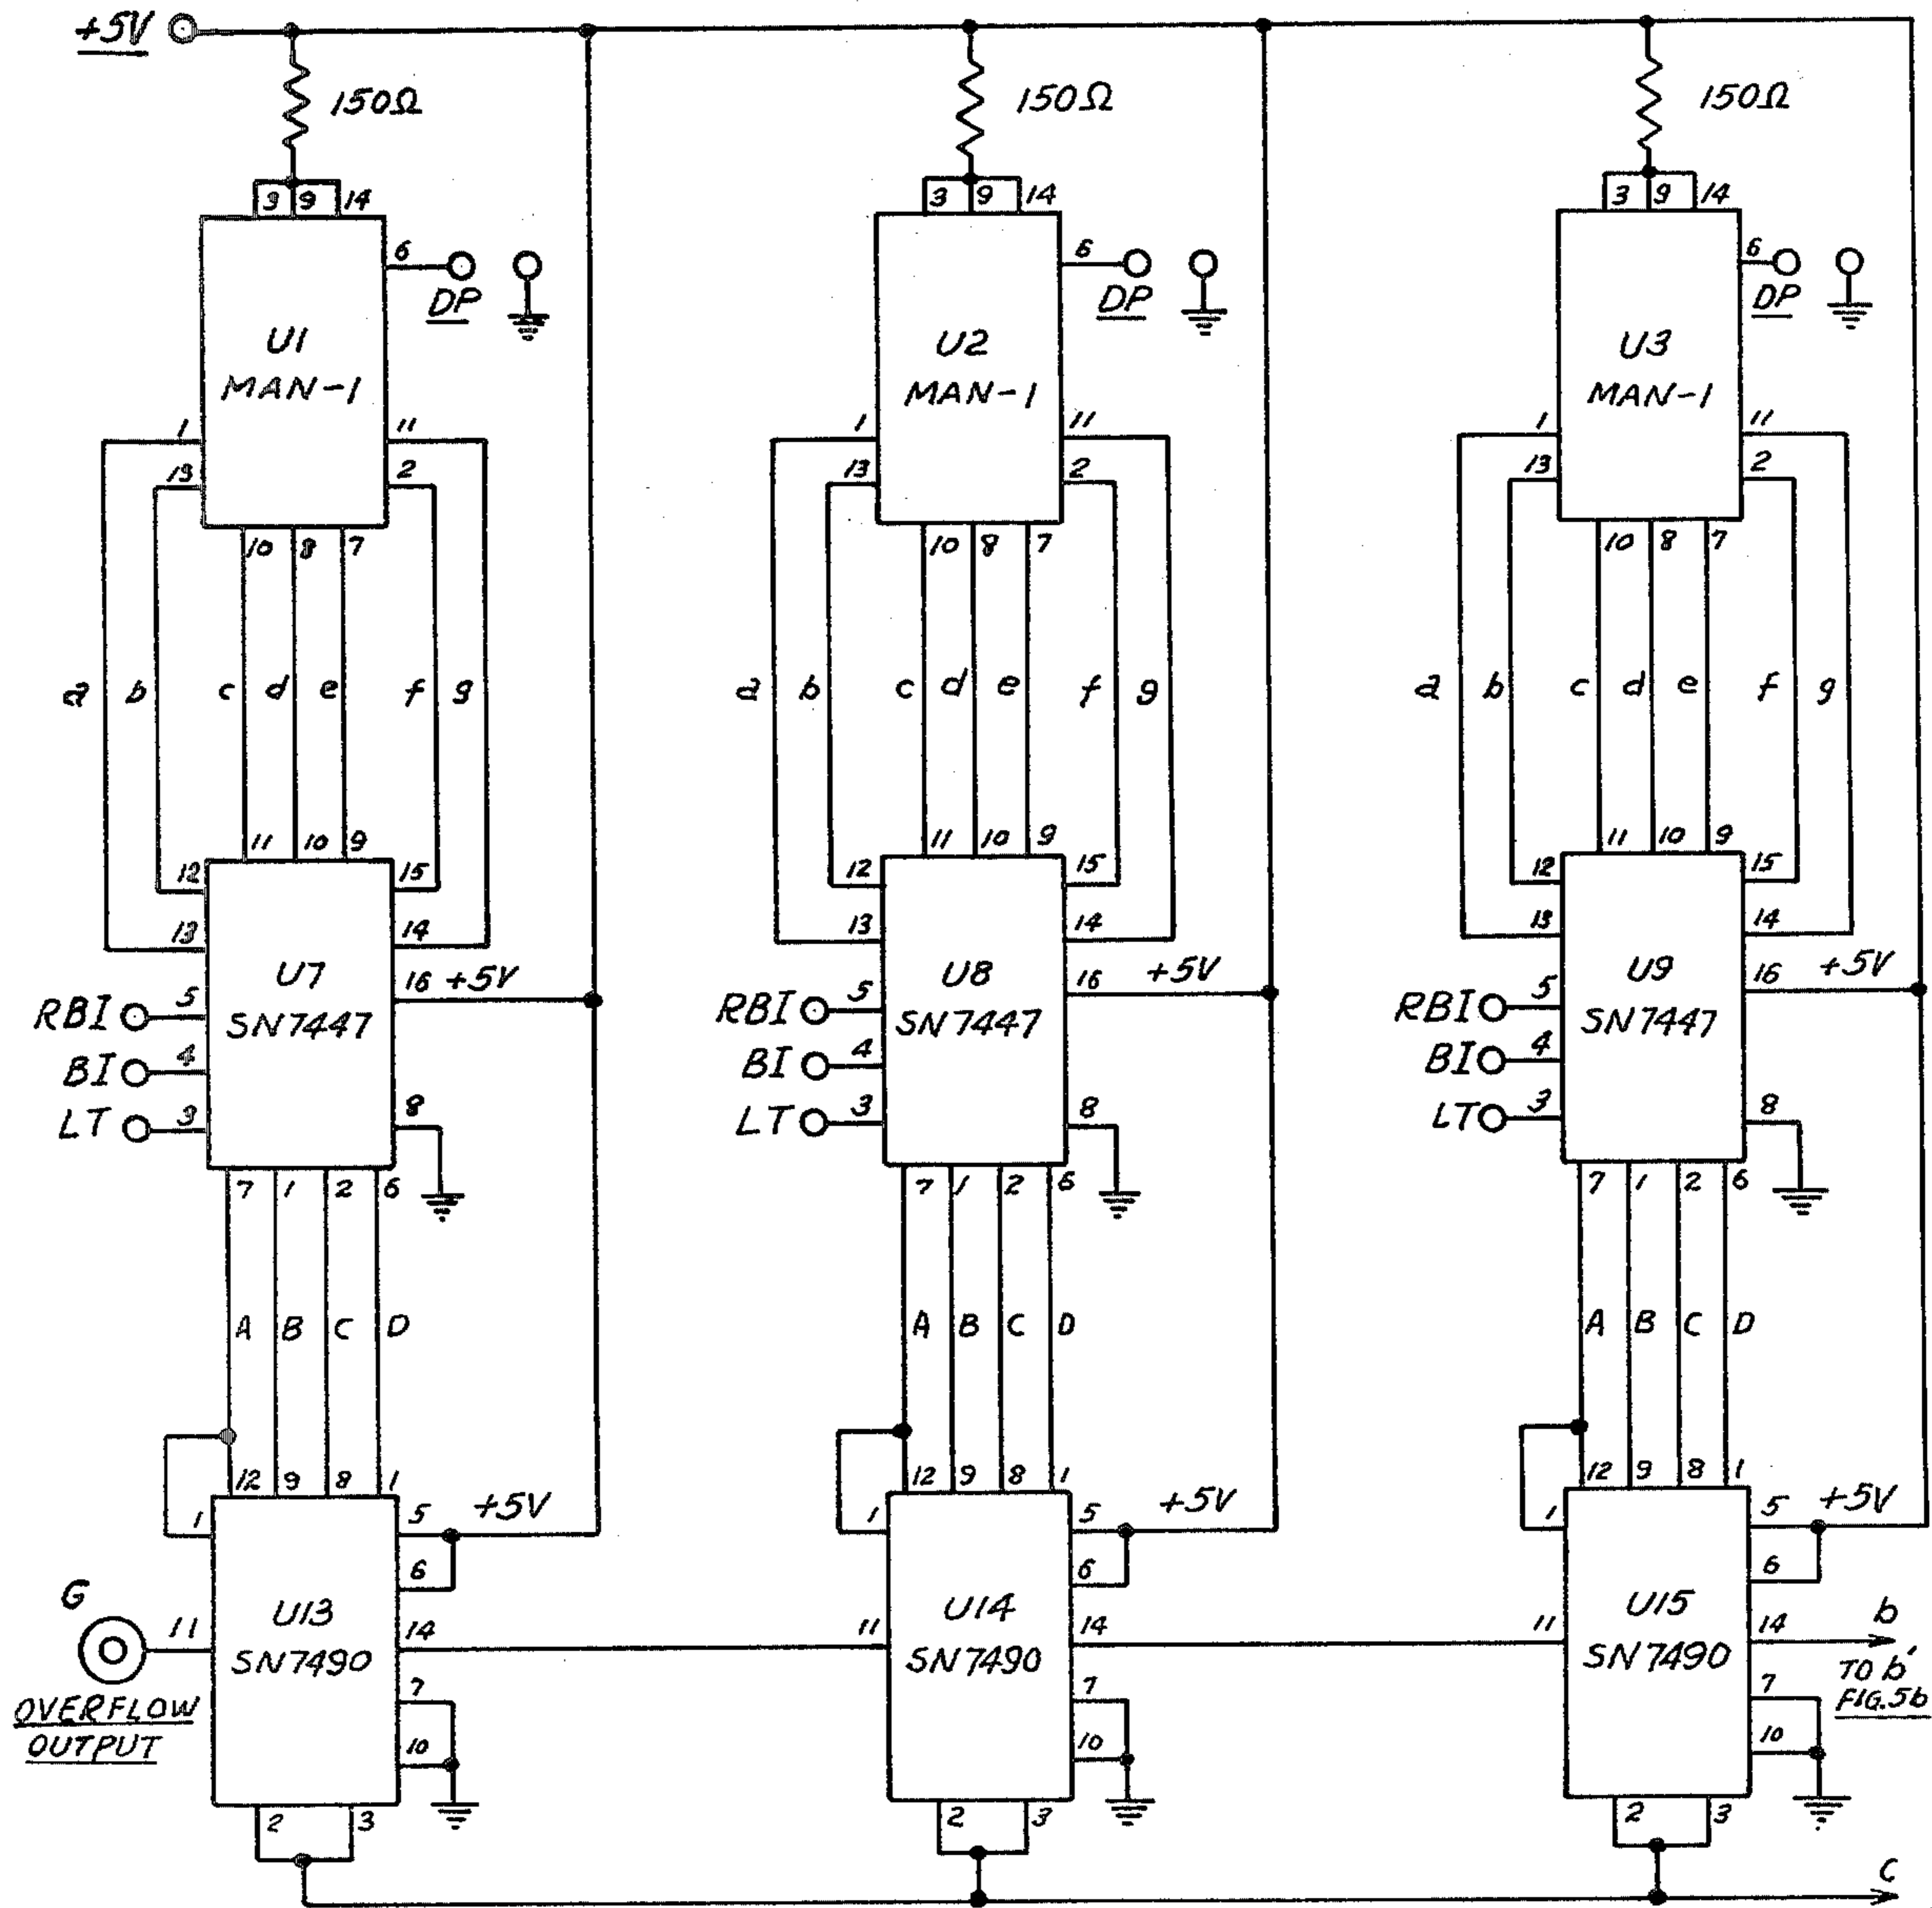 +5V
150Ω
150Ω
150Ω
3 9 14
3 9 14
3 9 14
6
DP
6
DP
6
DP
U1
MAN-1
U2
MAN-1
U3
MAN-1
1 11
13 2
10 8 7
1 11
13 2
10 8 7
1 11
13 2
10 8 7
a b c d e f g
a b c d e f g
a b c d e f g
11 10 9
12 15
13 14
11 10 9
12 15
13 14
11 10 9
12 15
13 14
U7
SN7447
16 +5V
RBI 5
BI 4
LT 3
8
7 1 2 6
U8
SN7447
16 +5V
RBI 5
BI 4
LT 3
8
7 1 2 6
U9
SN7447
16 +5V
RBI 5
BI 4
LT 3
8
7 1 2 6
A B C D
A B C D
A B C D
12 9 8 1
1 5 +5V
6
12 9 8 1
1 5 +5V
6
12 9 8 1
1 5 +5V
6
G
OVERFLOW
OUTPUT
11 14
U13
SN7490
7
10
2 3
11 14
U14
SN7490
7
10
2 3
11 14
U15
SN7490
7
10
2 3
b
TO b'
FIG.5b
C